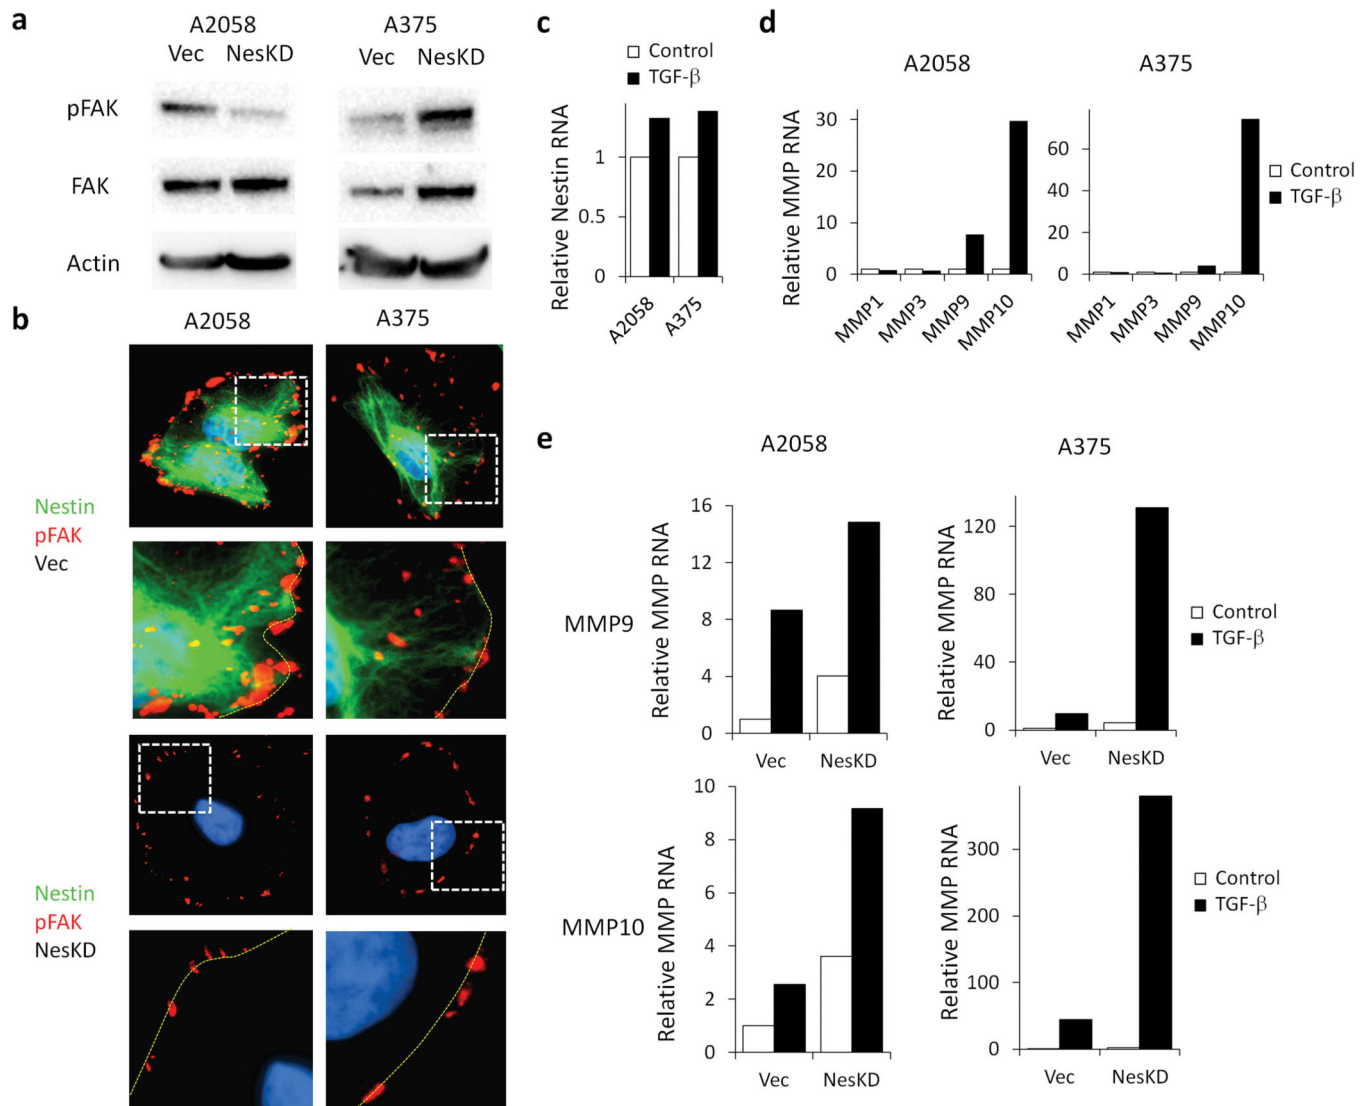 a
A2058
A375
Vec NesKD
Vec NesKD
pFAK
FAK
Actin
b
A2058
A375
Nestin
pFAK
Vec
Nestin
pFAK
NesKD
c
Control
TGF-β
Relative Nestin RNA
1
0.5
0
A2058
A375
d
A2058
A375
Relative MMP RNA
30
20
10
0
MMP1
MMP3
MMP9
MMP10
60
40
20
0
MMP1
MMP3
MMP9
MMP10
Control
TGF-β
e
A2058
A375
MMP9
Relative MMP RNA
16
12
8
4
0
Vec
NesKD
Relative MMP RNA
120
80
40
0
Vec
NesKD
Control
TGF-β
MMP10
Relative MMP RNA
10
8
6
4
2
0
Vec
NesKD
Relative MMP RNA
300
200
100
0
Vec
NesKD
Control
TGF-β